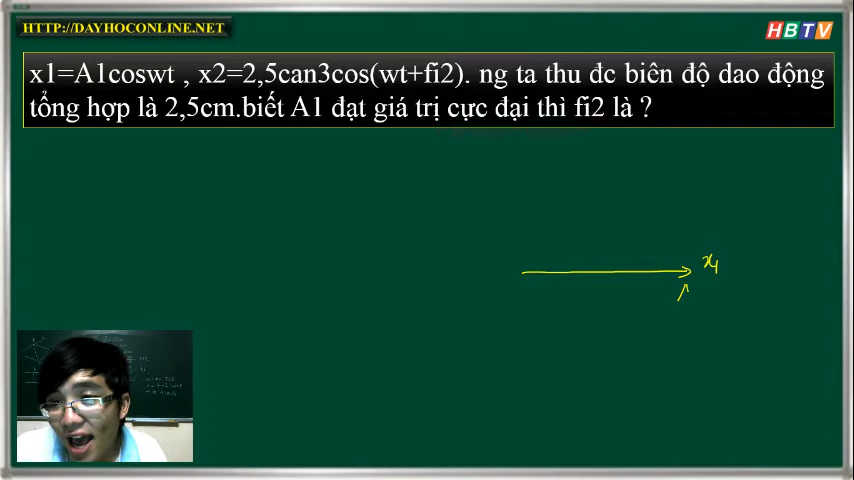 HTTP://DAYHOCONLINE.NET
HBTV
x1=A1coswt , x2=2,5can3cos(wt+fi2). ng ta thu đc biên độ dao động
tổng hợp là 2,5cm.biết A1 đạt giá trị cực đại thì fi2 là ?
x1